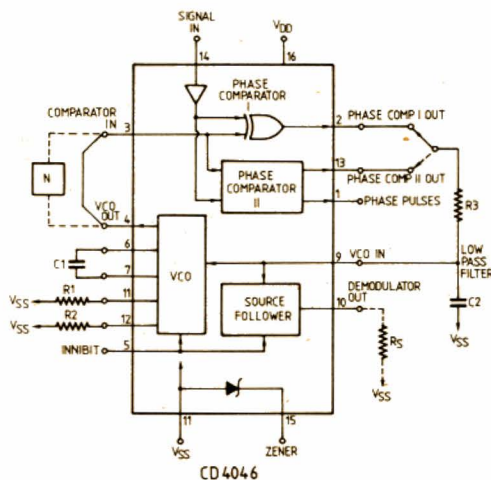 SIGNAL
IN
VDD
14
16
PHASE
COMPARATOR
I
COMPARATOR
IN
3
2
PHASE COMP I OUT
N
PHASE
COMPARATOR
II
13
PHASE COMP II OUT
1
PHASE PULSES
R3
VCO
OUT
4
6
C1
7
VCO
9
VCO IN
LOW
PASS
FILTER
DEMODULATOR
OUT
10
VSS
R1
11
SOURCE
FOLLOWER
C2
VSS
R2
12
VSS
RS
INNIBIT
5
VSS
11
15
VSS
ZENER
CD4046